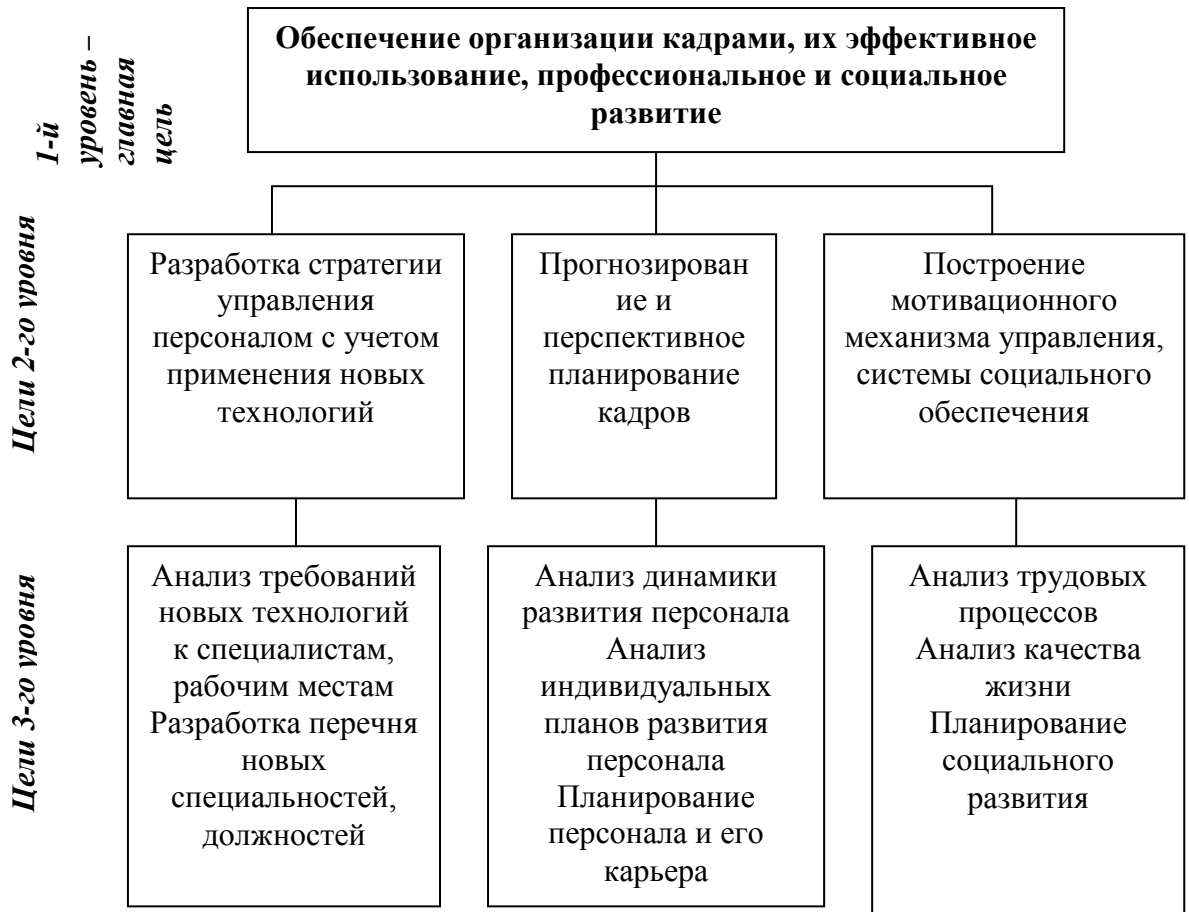 1-й
уровень –
главная
цель
Обеспечение организации кадрами, их эффективное
использование, профессиональное и социальное
развитие
Цели 2-го уровня
Разработка стратегии
управления
персоналом с учетом
применения новых
технологий
Прогнозирован
ие и
перспективное
планирование
кадров
Построение
мотивационного
механизма управления,
системы социального
обеспечения
Цели 3-го уровня
Анализ требований
новых технологий
к специалистам,
рабочим местам
Разработка перечня
новых
специальностей,
должностей
Анализ динамики
развития персонала
Анализ
индивидуальных
планов развития
персонала
Планирование
персонала и его
карьера
Анализ трудовых
процессов
Анализ качества
жизни
Планирование
социального
развития